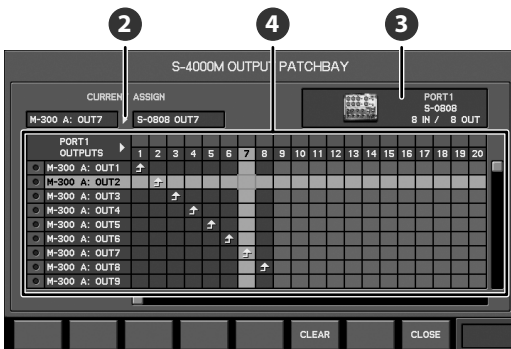 2 4 3
S-4000M OUTPUT PATCHBAY
CURRENT ASSIGN
M-300 A: OUT7 S-0808 OUT7
PORT1
S-0808
8 IN / 8 OUT
PORT1
OUTPUTS 1 2 3 4 5 6 7 8 9 10 11 12 13 14 15 16 17 18 19 20
M-300 A: OUT1
M-300 A: OUT2
M-300 A: OUT3
M-300 A: OUT4
M-300 A: OUT5
M-300 A: OUT6
M-300 A: OUT7
M-300 A: OUT8
M-300 A: OUT9
CLEAR CLOSE